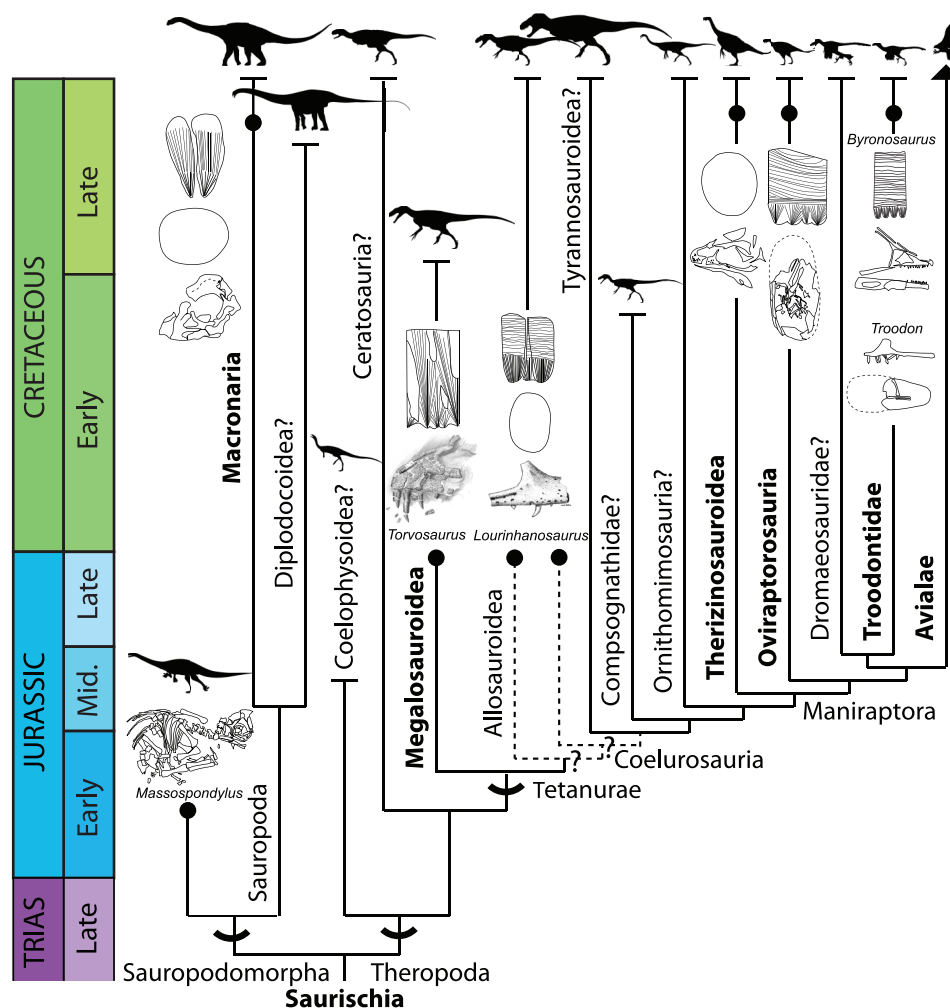 CRETACEOUS
Late
Early
JURASSIC
Late
Mid.
Early
TRIAS
Late
Macronaria
Diplodocoidea?
Coelophysoidea?
Ceratosauria?
Tyrannosauroidea?
Byronosaurus
Troodon
Torvosaurus
Lourinhanosaurus
Megalosauroidea
Allosauroidea
Compsognathidae?
Ornithomimosauria?
Therizinosauroidea
Oviraptorosauria
Dromaeosauridae?
Troodontidae
Avialae
Maniraptora
?
?
Coelurosauria
Tetanurae
Massospondylus
Sauropoda
Sauropodomorpha
Theropoda
Saurischia